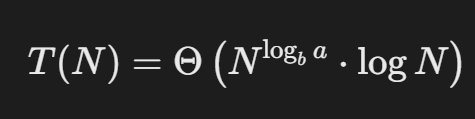 T(N) = Θ (N^{log_b a} · log N)